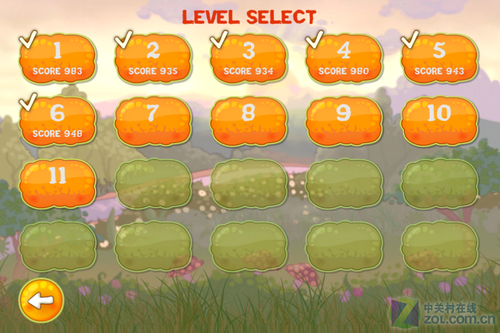 LEVEL SELECT
1 2 3 4 5
SCORE 983 SCORE 935 SCORE 934 SCORE 980 SCORE 943
6 7 8 9 10
SCORE 948
11
中关村在线
zol.com.cn